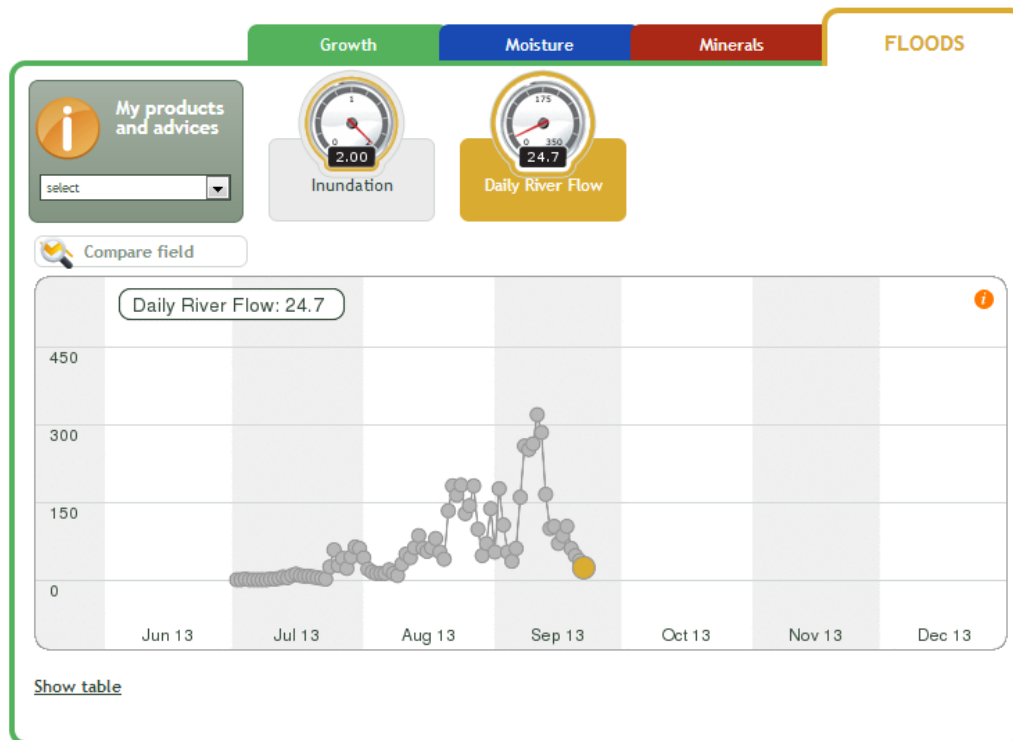 Growth
Moisture
Minerals
FLOODS
My products
and advices
select
1
0
2
2.00
Inundation
175
0
350
24.7
Daily River Flow
Compare field
Daily River Flow: 24.7
450
300
150
0
Jun 13
Jul 13
Aug 13
Sep 13
Oct 13
Nov 13
Dec 13
Show table